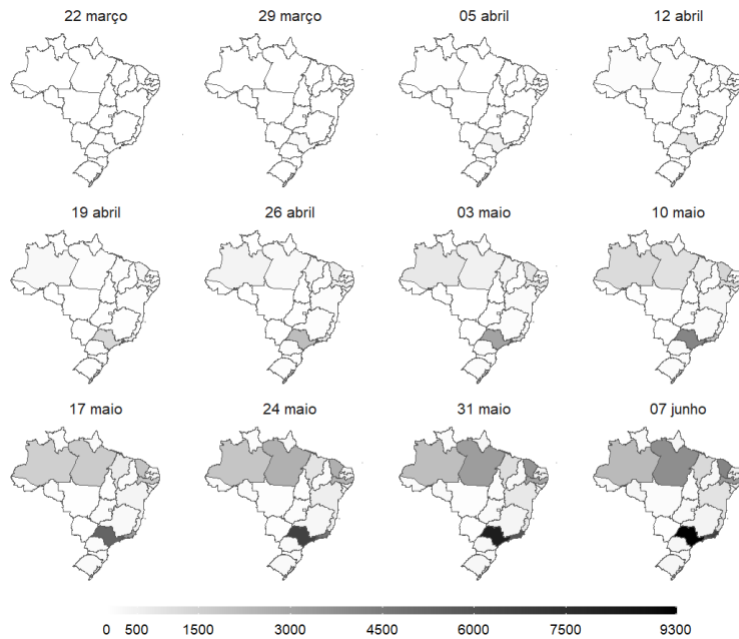 22 março 29 março 05 abril 12 abril
19 abril 26 abril 03 maio 10 maio
17 maio 24 maio 31 maio 07 junho
0 500 1500 3000 4500 6000 7500 9300